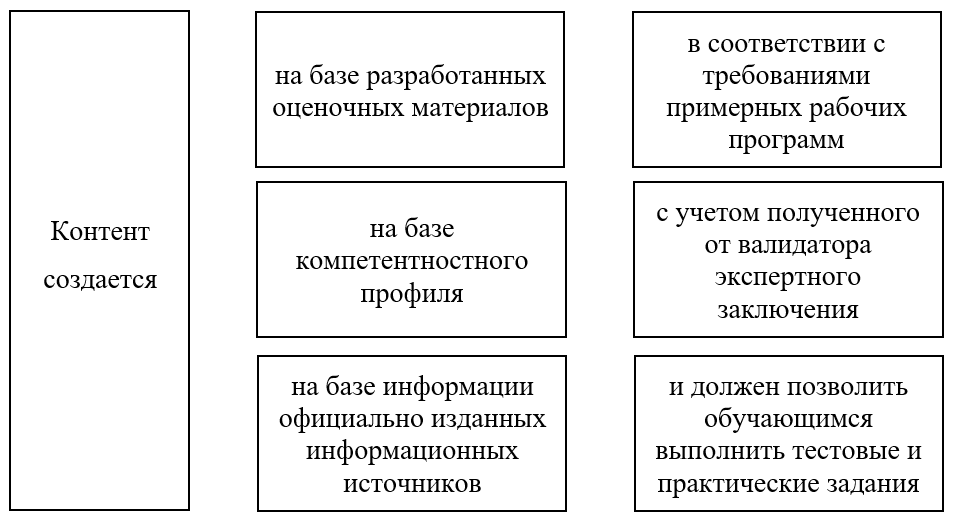 Контент
создается
на базе разработанных
оценочных материалов
в соответствии с
требованиями
примерных рабочих
программ
на базе
компетентностного
профиля
с учетом полученного
от валидатора
экспертного
заключения
на базе информации
официально изданных
информационных
источников
и должен позволить
обучающимся
выполнить тестовые и
практические задания